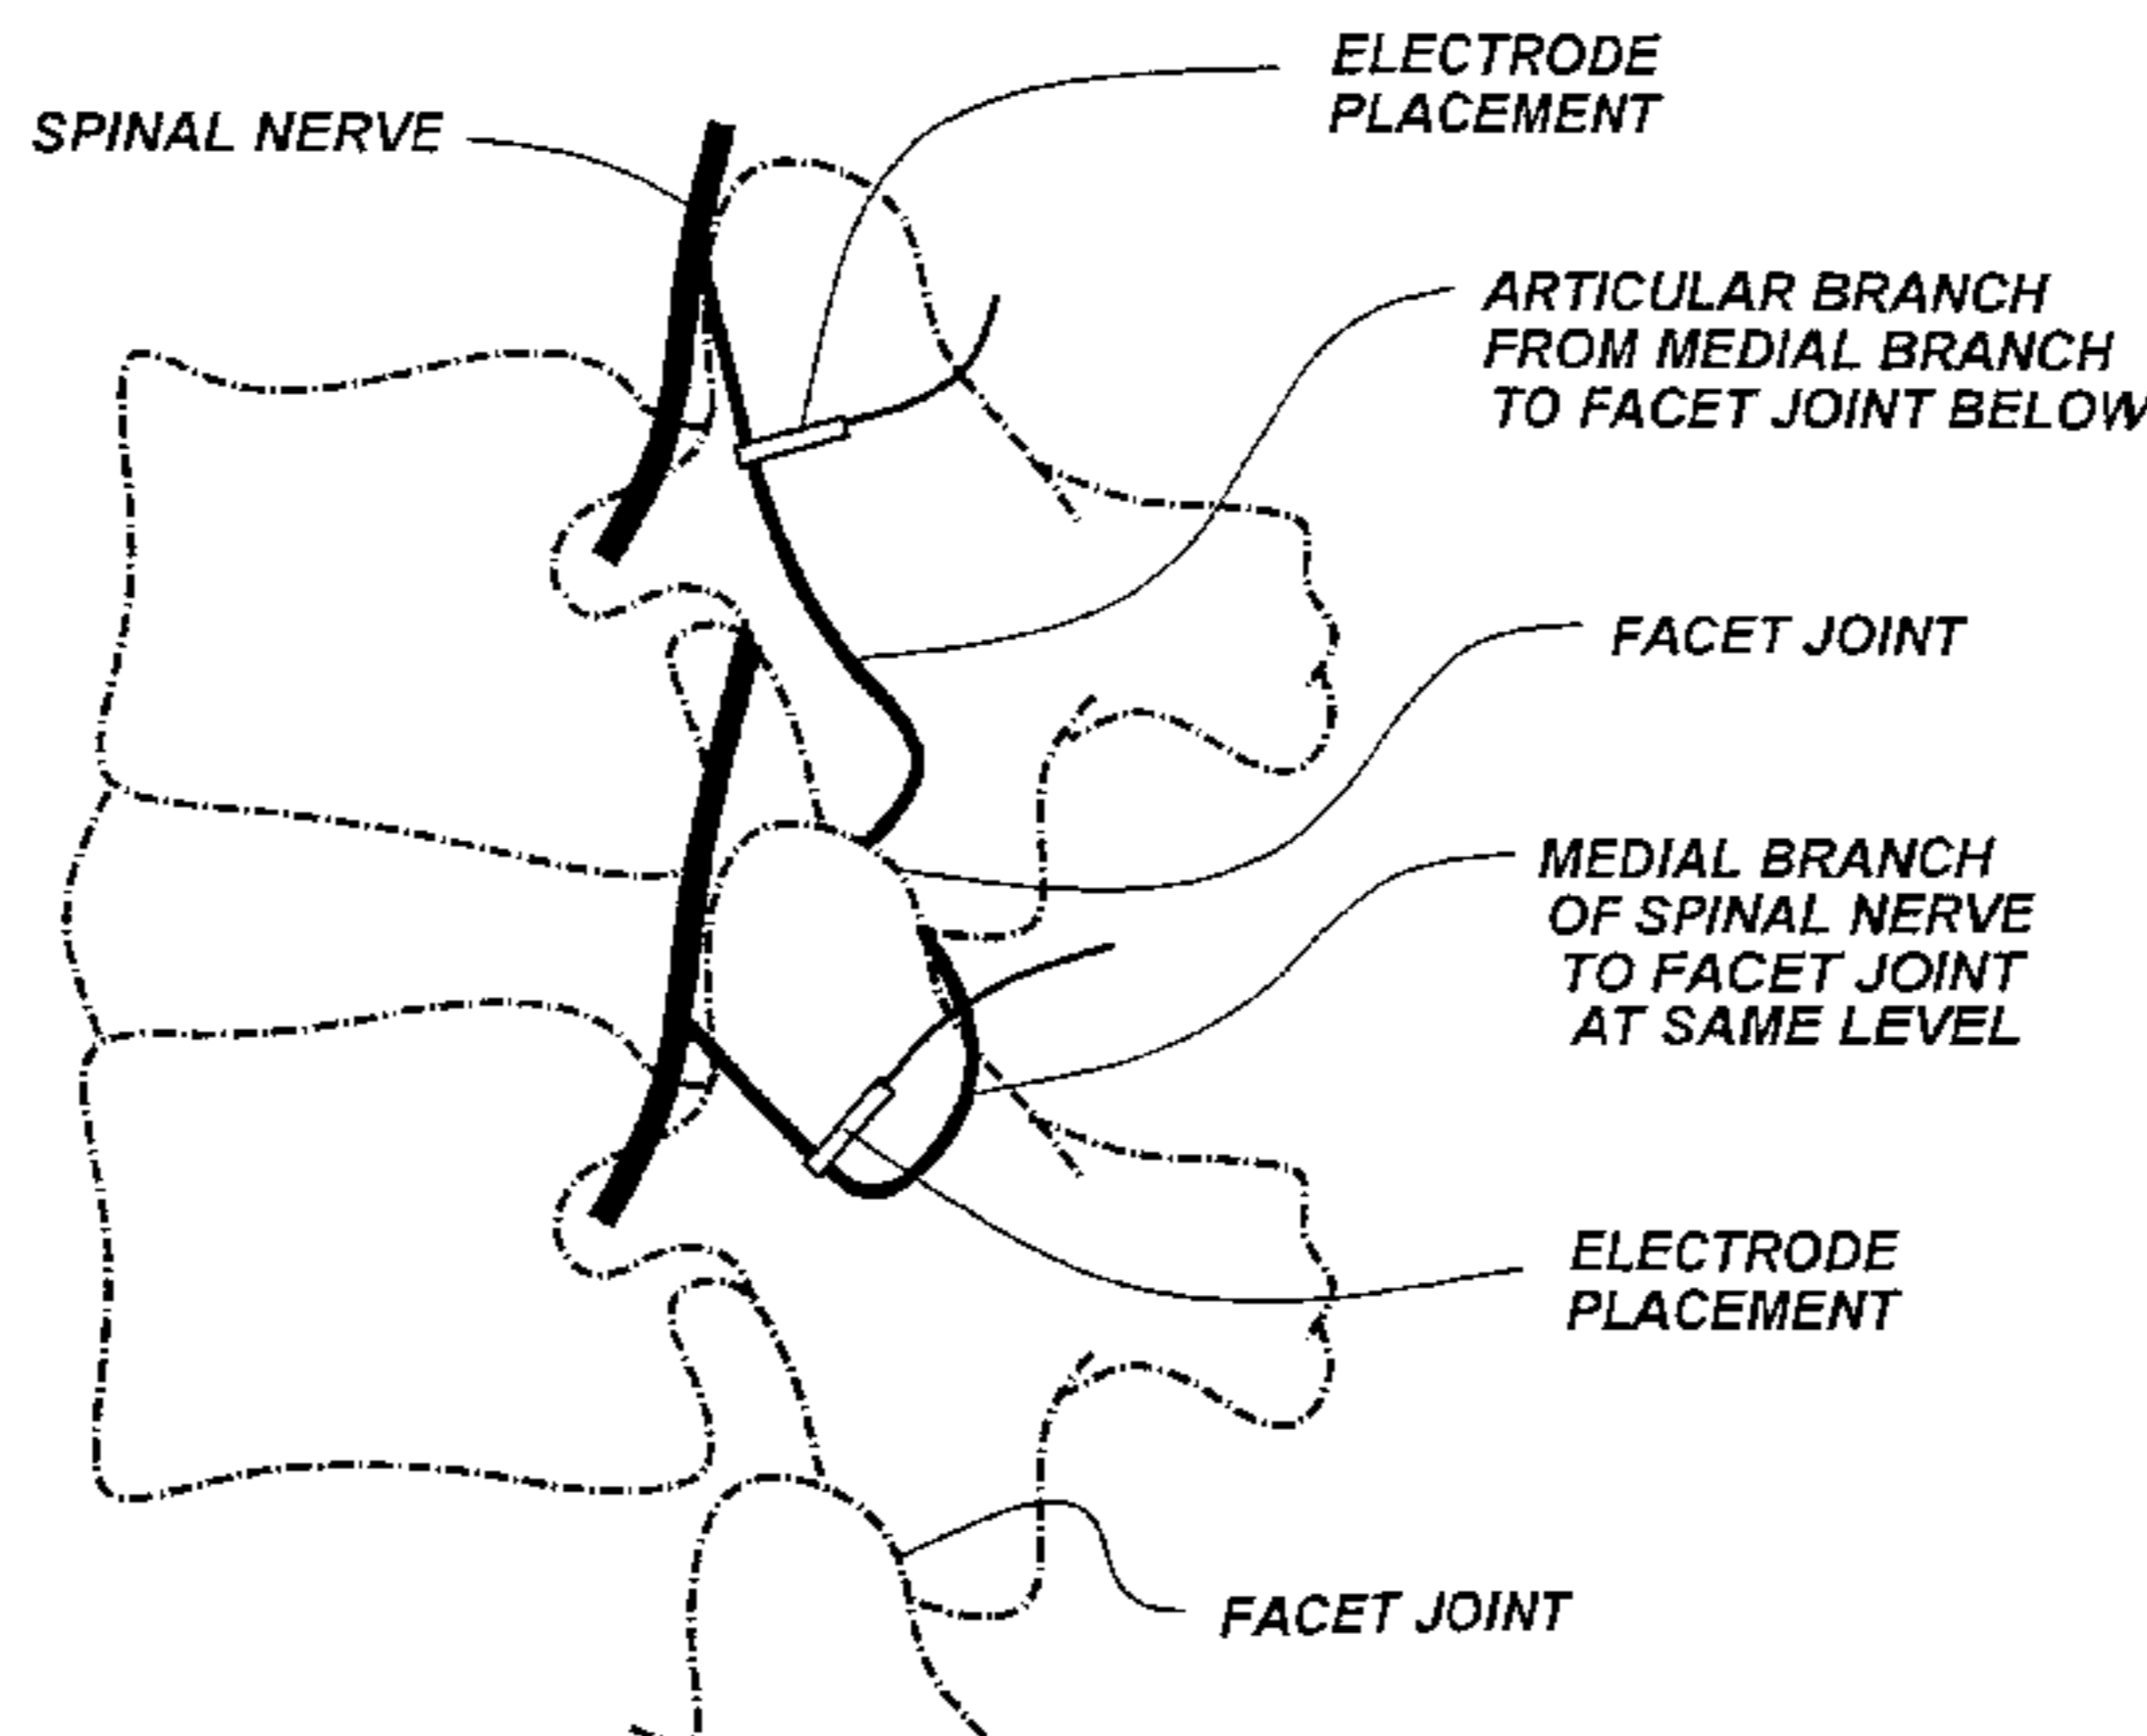 SPINAL NERVE
ELECTRODE
PLACEMENT
ARTICULAR BRANCH
FROM MEDIAL BRANCH
TO FACET JOINT BELOW
FACET JOINT
MEDIAL BRANCH
OF SPINAL NERVE
TO FACET JOINT
AT SAME LEVEL
ELECTRODE
PLACEMENT
FACET JOINT